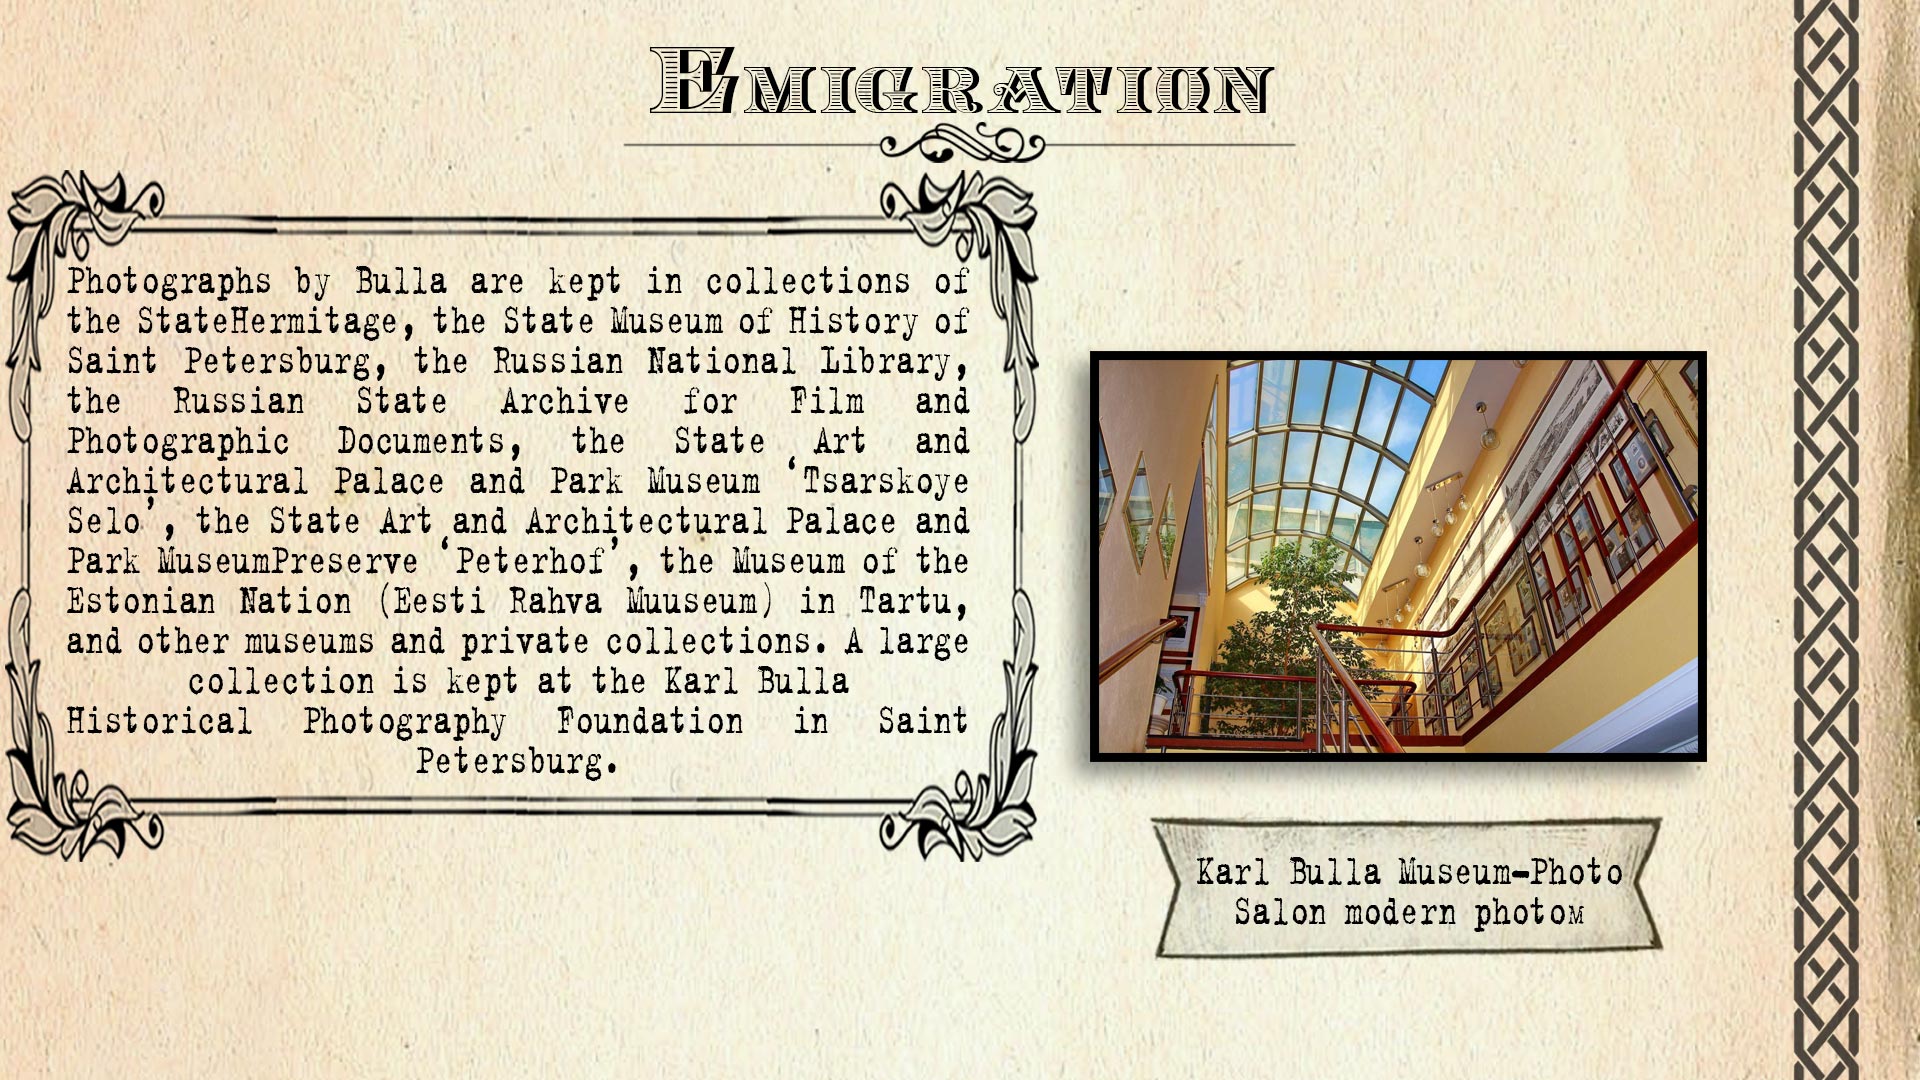 Emigration
Photographs by Bulla are kept in collections of
the StateHermitage, the State Museum of History of
Saint Petersburg, the Russian National Library,
the Russian State Archive for Film and
Photographic Documents, the State Art and
Architectural Palace and Park Museum ‘Tsarskoye
Selo’, the State Art and Architectural Palace and
Park MuseumPreserve ‘Peterhof’, the Museum of the
Estonian Nation (Eesti Rahva Muuseum) in Tartu,
and other museums and private collections. A large
collection is kept at the Karl Bulla
Historical Photography Foundation in Saint
Petersburg.
Karl Bulla Museum-Photo
Salon modern photoм